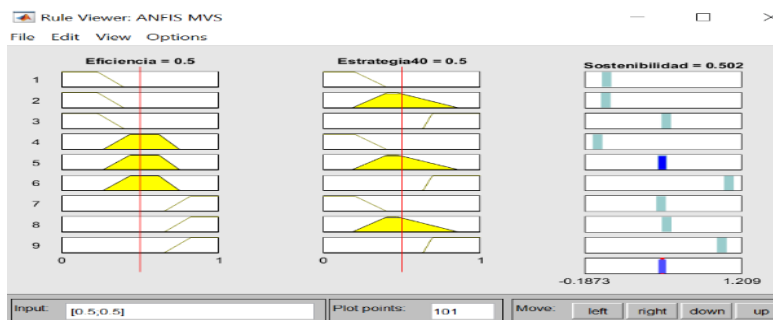 Rule Viewer: ANFIS MVS
File Edit View Options
Eficiencia = 0.5
Estrategia40 = 0.5
Sostenibilidad = 0.502
1
2
3
4
5
6
7
8
9
0 1
0 1
-0.1873 1.209
Input: [0.5;0.5]
Plot points: 101
Move: left right down up